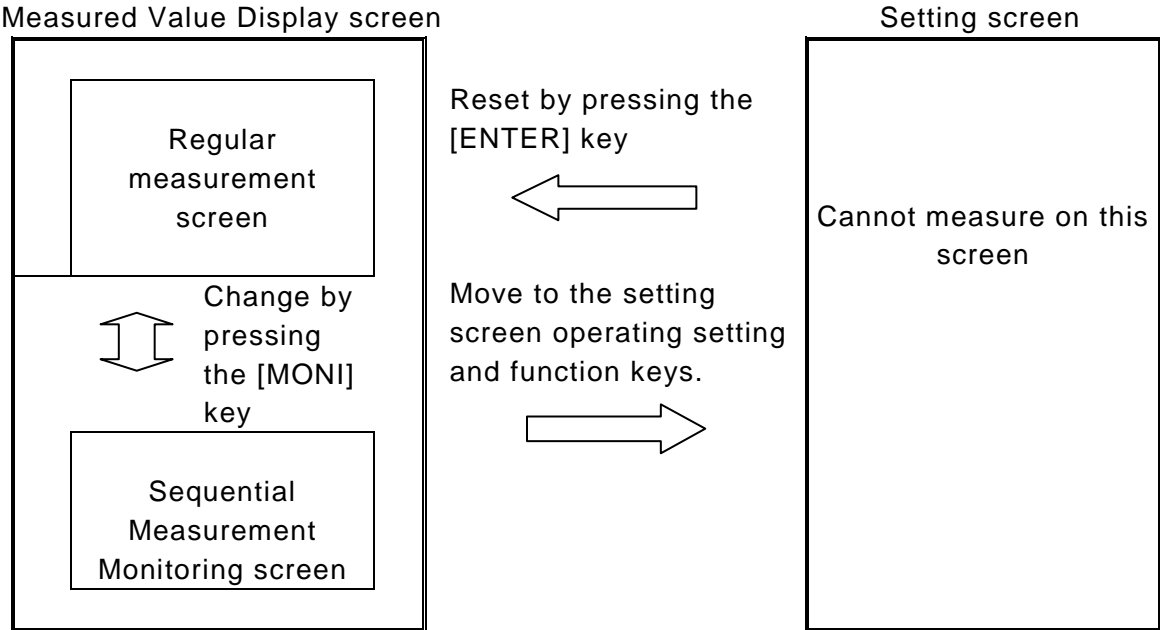 Measured Value Display screen
Setting screen
Regular
measurement
screen
Reset by pressing the
[ENTER] key
Cannot measure on this
screen
Change by
pressing
the [MONI]
key
Move to the setting
screen operating setting
and function keys.
Sequential
Measurement
Monitoring screen